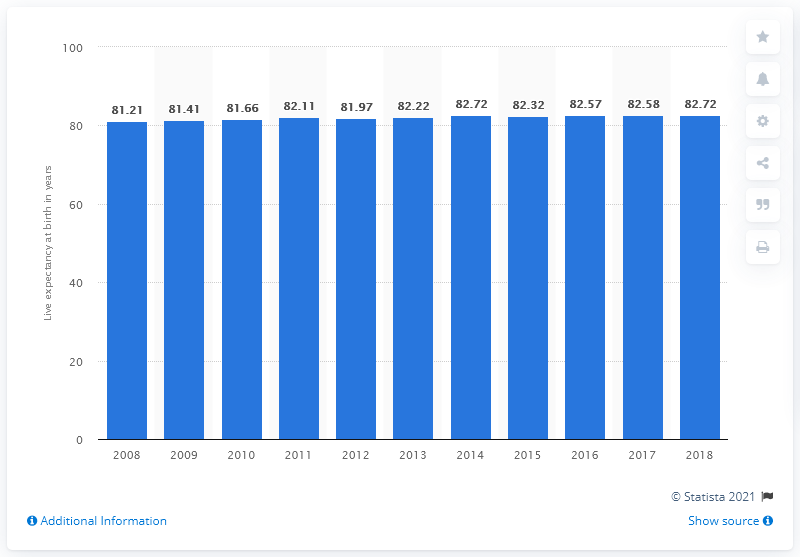 100
80
60
40
20
0
Live expectancy at birth in years
81.21 81.41 81.66 82.11 81.97 82.22 82.72 82.32 82.57 82.58 82.72
2008 2009 2010 2011 2012 2013 2014 2015 2016 2017 2018
© Statista 2021
Additional Information Show source